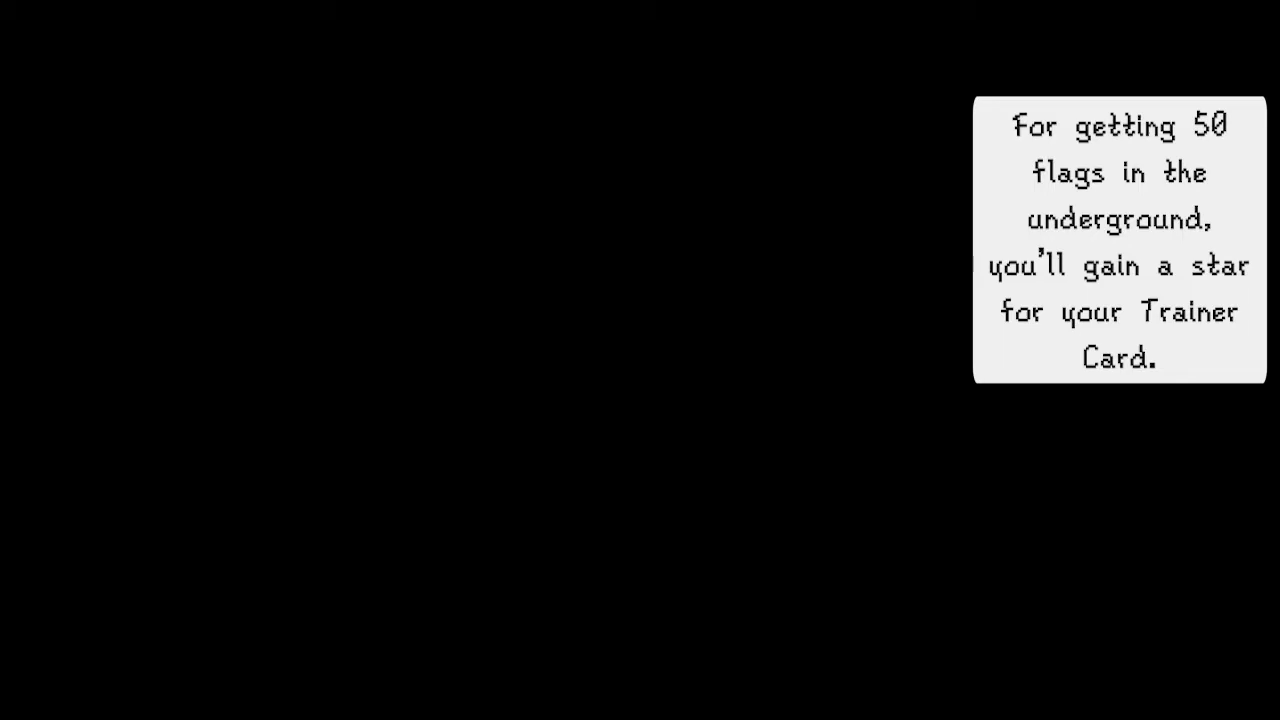 For getting 50
flags in the
underground,
you'll gain a star
for your Trainer
Card.